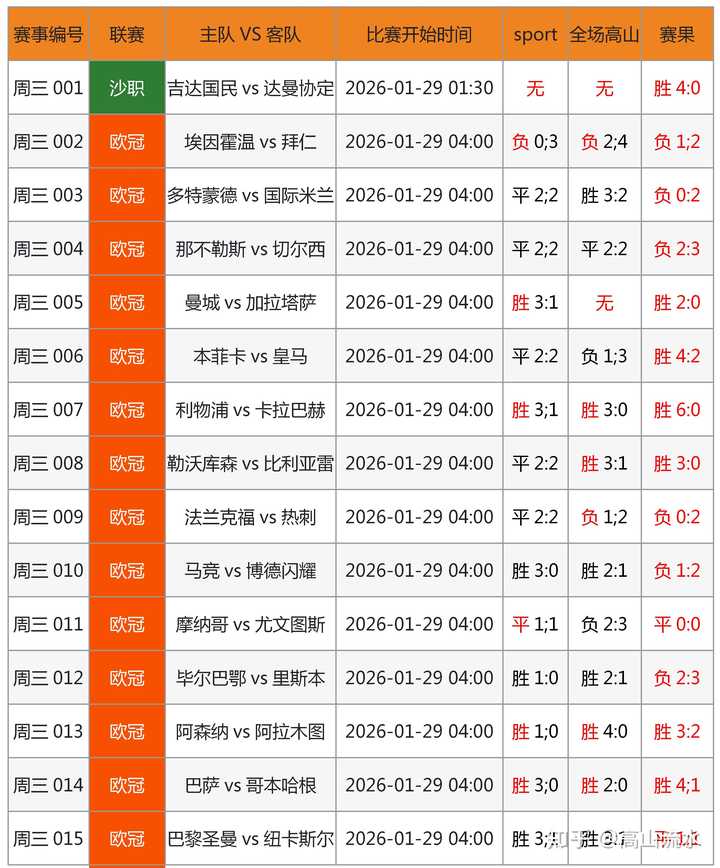 赛事编号 联赛 主队 VS 客队 比赛开始时间 sport 全场高山 赛果
周三 001 沙职 吉达国民 vs 达曼协定 2026-01-29 01:30 无 无 胜 4:0
周三 002 欧冠 埃因霍温 vs 拜仁 2026-01-29 04:00 负 0;3 负 2;4 负 1;2
周三 003 欧冠 多特蒙德 vs 国际米兰 2026-01-29 04:00 平 2;2 胜 3:2 负 0:2
周三 004 欧冠 那不勒斯 vs 切尔西 2026-01-29 04:00 平 2;2 平 2:2 负 2:3
周三 005 欧冠 曼城 vs 加拉塔萨 2026-01-29 04:00 胜 3:1 无 胜 2:0
周三 006 欧冠 本菲卡 vs 皇马 2026-01-29 04:00 平 2:2 负 1;3 胜 4:2
周三 007 欧冠 利物浦 vs 卡拉巴赫 2026-01-29 04:00 胜 3;1 胜 3:0 胜 6:0
周三 008 欧冠 勒沃库森 vs 比利亚雷 2026-01-29 04:00 平 2:2 胜 3:1 胜 3:0
周三 009 欧冠 法兰克福 vs 热刺 2026-01-29 04:00 平 2:2 负 1;2 负 0:2
周三 010 欧冠 马竞 vs 博德闪耀 2026-01-29 04:00 胜 3:0 胜 2:1 负 1:2
周三 011 欧冠 摩纳哥 vs 尤文图斯 2026-01-29 04:00 平 1;1 负 2:3 平 0:0
周三 012 欧冠 毕尔巴鄂 vs 里斯本 2026-01-29 04:00 胜 1:0 胜 2:1 负 2:3
周三 013 欧冠 阿森纳 vs 阿拉木图 2026-01-29 04:00 胜 1;0 胜 4:0 胜 3:2
周三 014 欧冠 巴萨 vs 哥本哈根 2026-01-29 04:00 胜 3;0 胜 2:0 胜 4;1
周三 015 欧冠 巴黎圣曼 vs 纽卡斯尔 2026-01-29 04:00 胜 胜 平
知乎 @高山流水